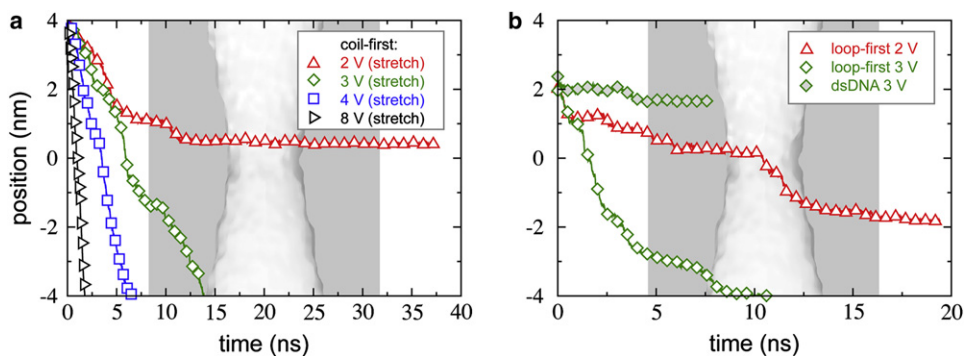 a
coil-first:
2 V (stretch)
3 V (stretch)
4 V (stretch)
8 V (stretch)
position (nm)
4
2
0
-2
-4
0 5 10 15 20 25 30 35 40
time (ns)
b
loop-first 2 V
loop-first 3 V
dsDNA 3 V
4
2
0
-2
-4
0 5 10 15 20
time (ns)